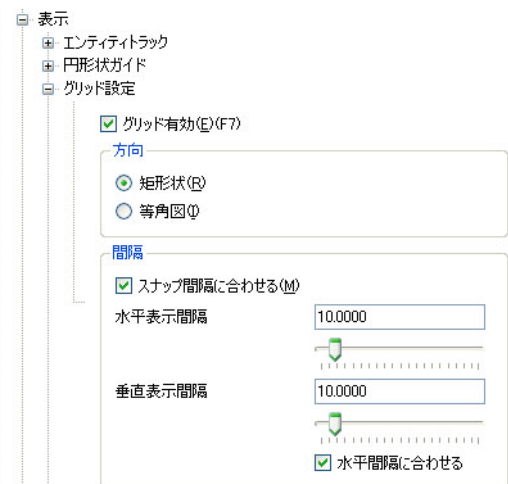 表示
エンティティトラック
円形状ガイド
グリッド設定
グリッド有効(E)(F7)
方向
矩形状(R)
等角図(I)
間隔
スナップ間隔に合わせる(M)
水平表示間隔 10.0000
垂直表示間隔 10.0000
水平間隔に合わせる